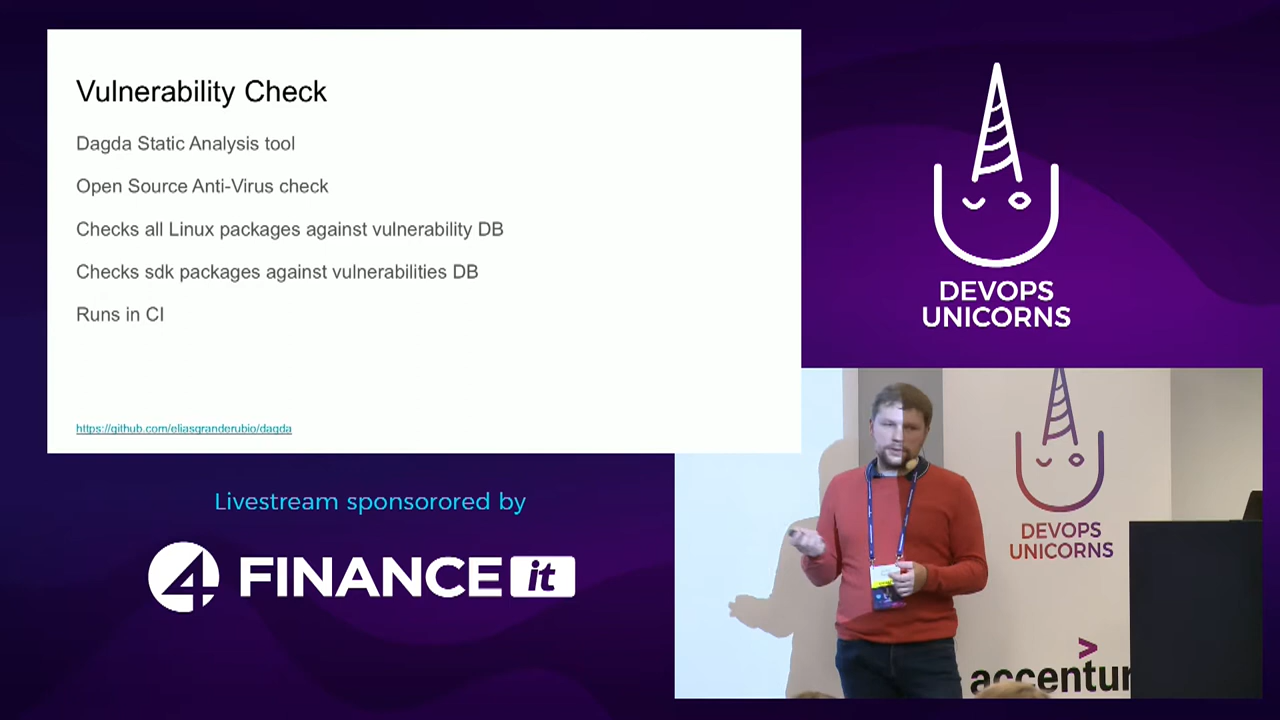 Vulnerability Check
Dagda Static Analysis tool
Open Source Anti-Virus check
Checks all Linux packages against vulnerability DB
Checks sdk packages against vulnerabilities DB
Runs in CI
https://github.com/eliasgranderubio/dagda
DEVOPS
UNICORNS
Livestream sponsorored by
4FINANCE it
DEVOPS
UNICORNS
>
accentur